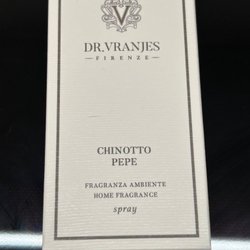 V
DR.VRANJES
FIRENZE
CHINOTTO
PEPE
FRAGRANZA AMBIENTE
HOME FRAGRANCE
spray